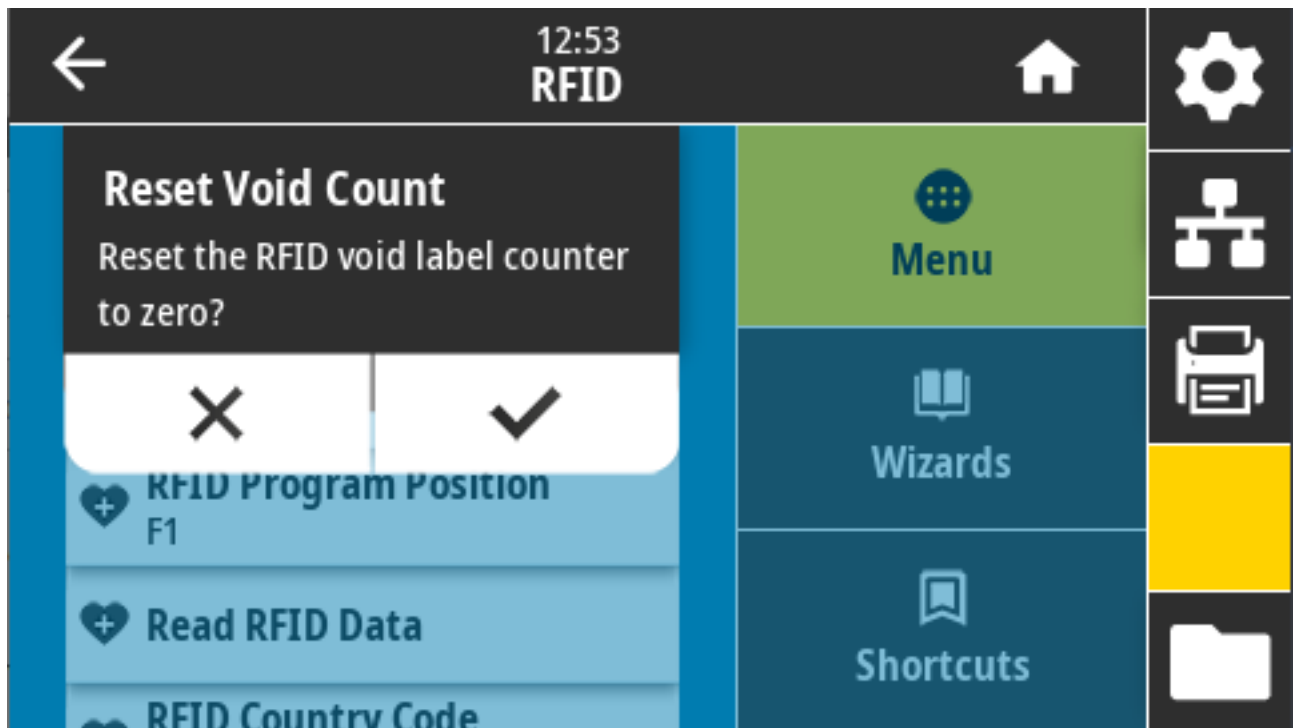 12:53
RFID
Reset Void Count
Reset the RFID void label counter
to zero?
RFID Program Position
F1
Read RFID Data
RFID Country Code
Menu
Wizards
Shortcuts